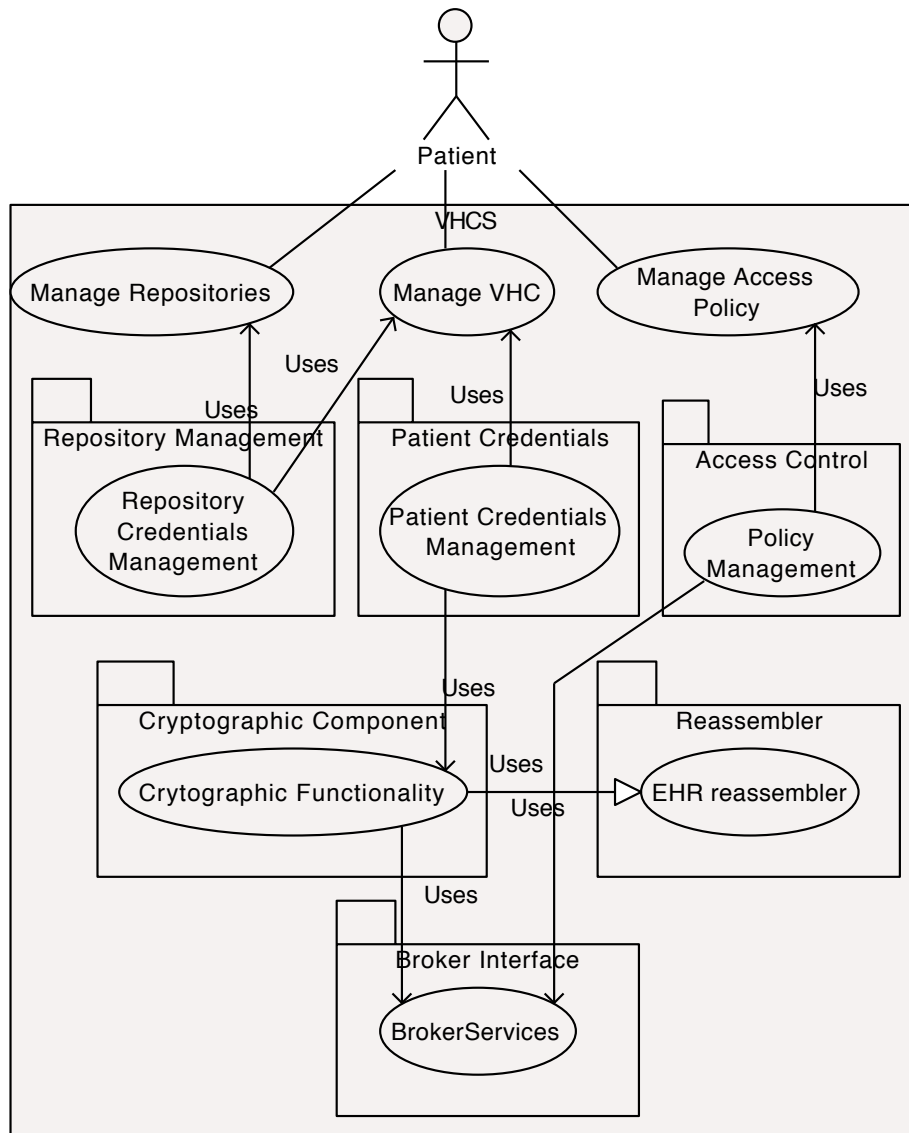 Patient
VHCS
Manage Repositories
Manage VHC
Manage Access
Policy
Uses
Uses
Uses
Uses
Repository Management
Patient Credentials
Access Control
Repository
Credentials
Management
Patient Credentials
Management
Policy
Management
Uses
Cryptographic Component
Reassembler
Uses
Crytographic Functionality
EHR reassembler
Uses
Uses
Broker Interface
BrokerServices